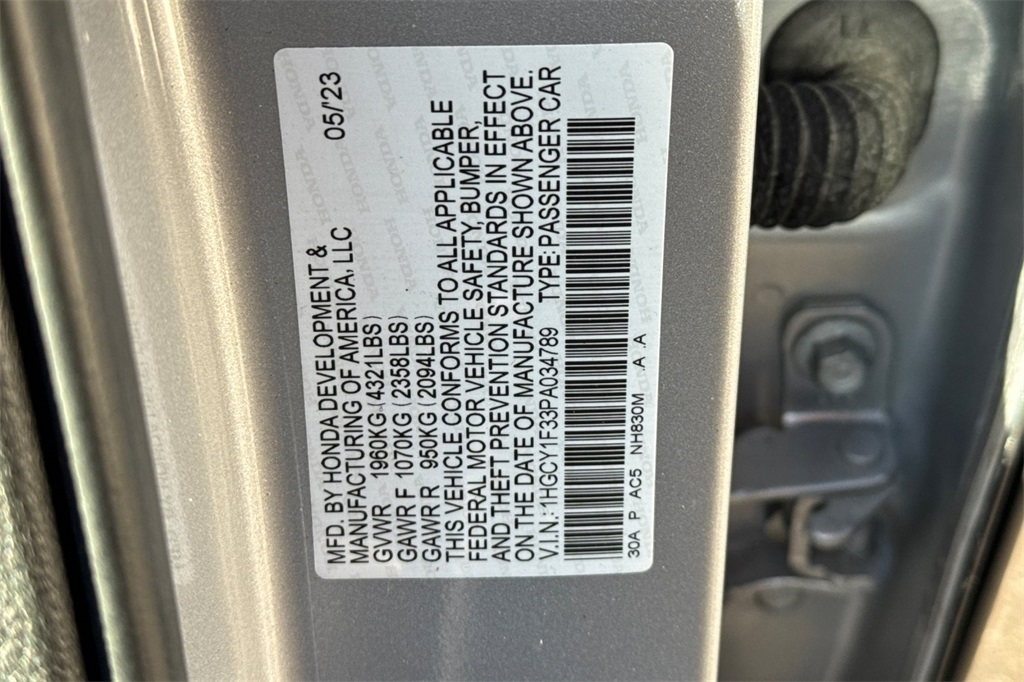 MFD. BY HONDA DEVELOPMENT &
MANUFACTURING OF AMERICA, LLC 05/'23
GVWR 1960KG (4321LBS)
GAWR F 1070KG (2358LBS)
GAWR R 950KG (2094LBS)
THIS VEHICLE CONFORMS TO ALL APPLICABLE
FEDERAL MOTOR VEHICLE SAFETY, BUMPER,
AND THEFT PREVENTION STANDARDS IN EFFECT
ON THE DATE OF MANUFACTURE SHOWN ABOVE.
V.I.N.: 1HGCY1F33PA034789 TYPE: PASSENGER CAR
30A P AC5 NH830M A .A